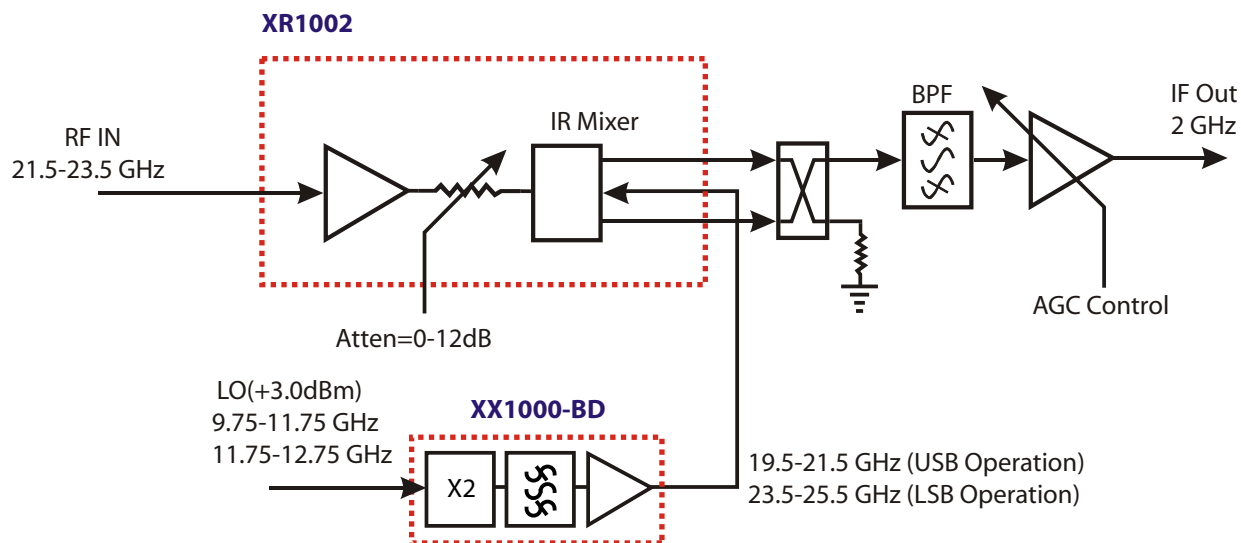 XR1002
RF IN
21.5-23.5 GHz
IR Mixer
BPF
IF Out
2 GHz
Atten=0-12dB
AGC Control
LO(+3.0dBm)
9.75-11.75 GHz
11.75-12.75 GHz
XX1000-BD
X2
19.5-21.5 GHz (USB Operation)
23.5-25.5 GHz (LSB Operation)